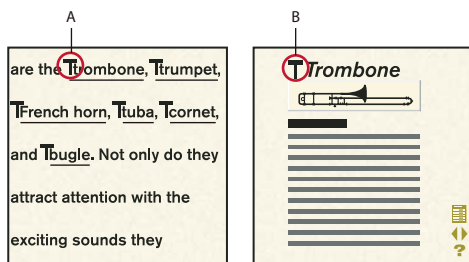 A
B
are the Ttrombone, Ttrumpet,
TFrench horn, Ttuba, Tcornet,
and Tbugle. Not only do they
attract attention with the
exciting sounds they
T Trombone
?